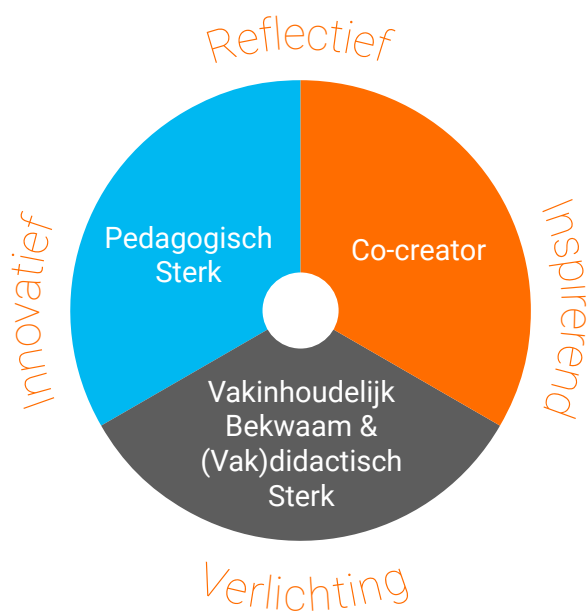 Reflectief
Innovatief
Pedagogisch
Sterk
Co-creator
Inspirerend
Vakinhoudelijk
Bekwaam &
(Vak)didactisch
Sterk
Verlichting